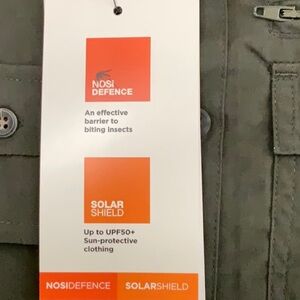 NOSI
DEFENCE
An effective
barrier to
biting insects
SOLAR
SHIELD
Up to UPF50+
Sun-protective
clothing
NOSIDEFENCE SOLARSHIELD